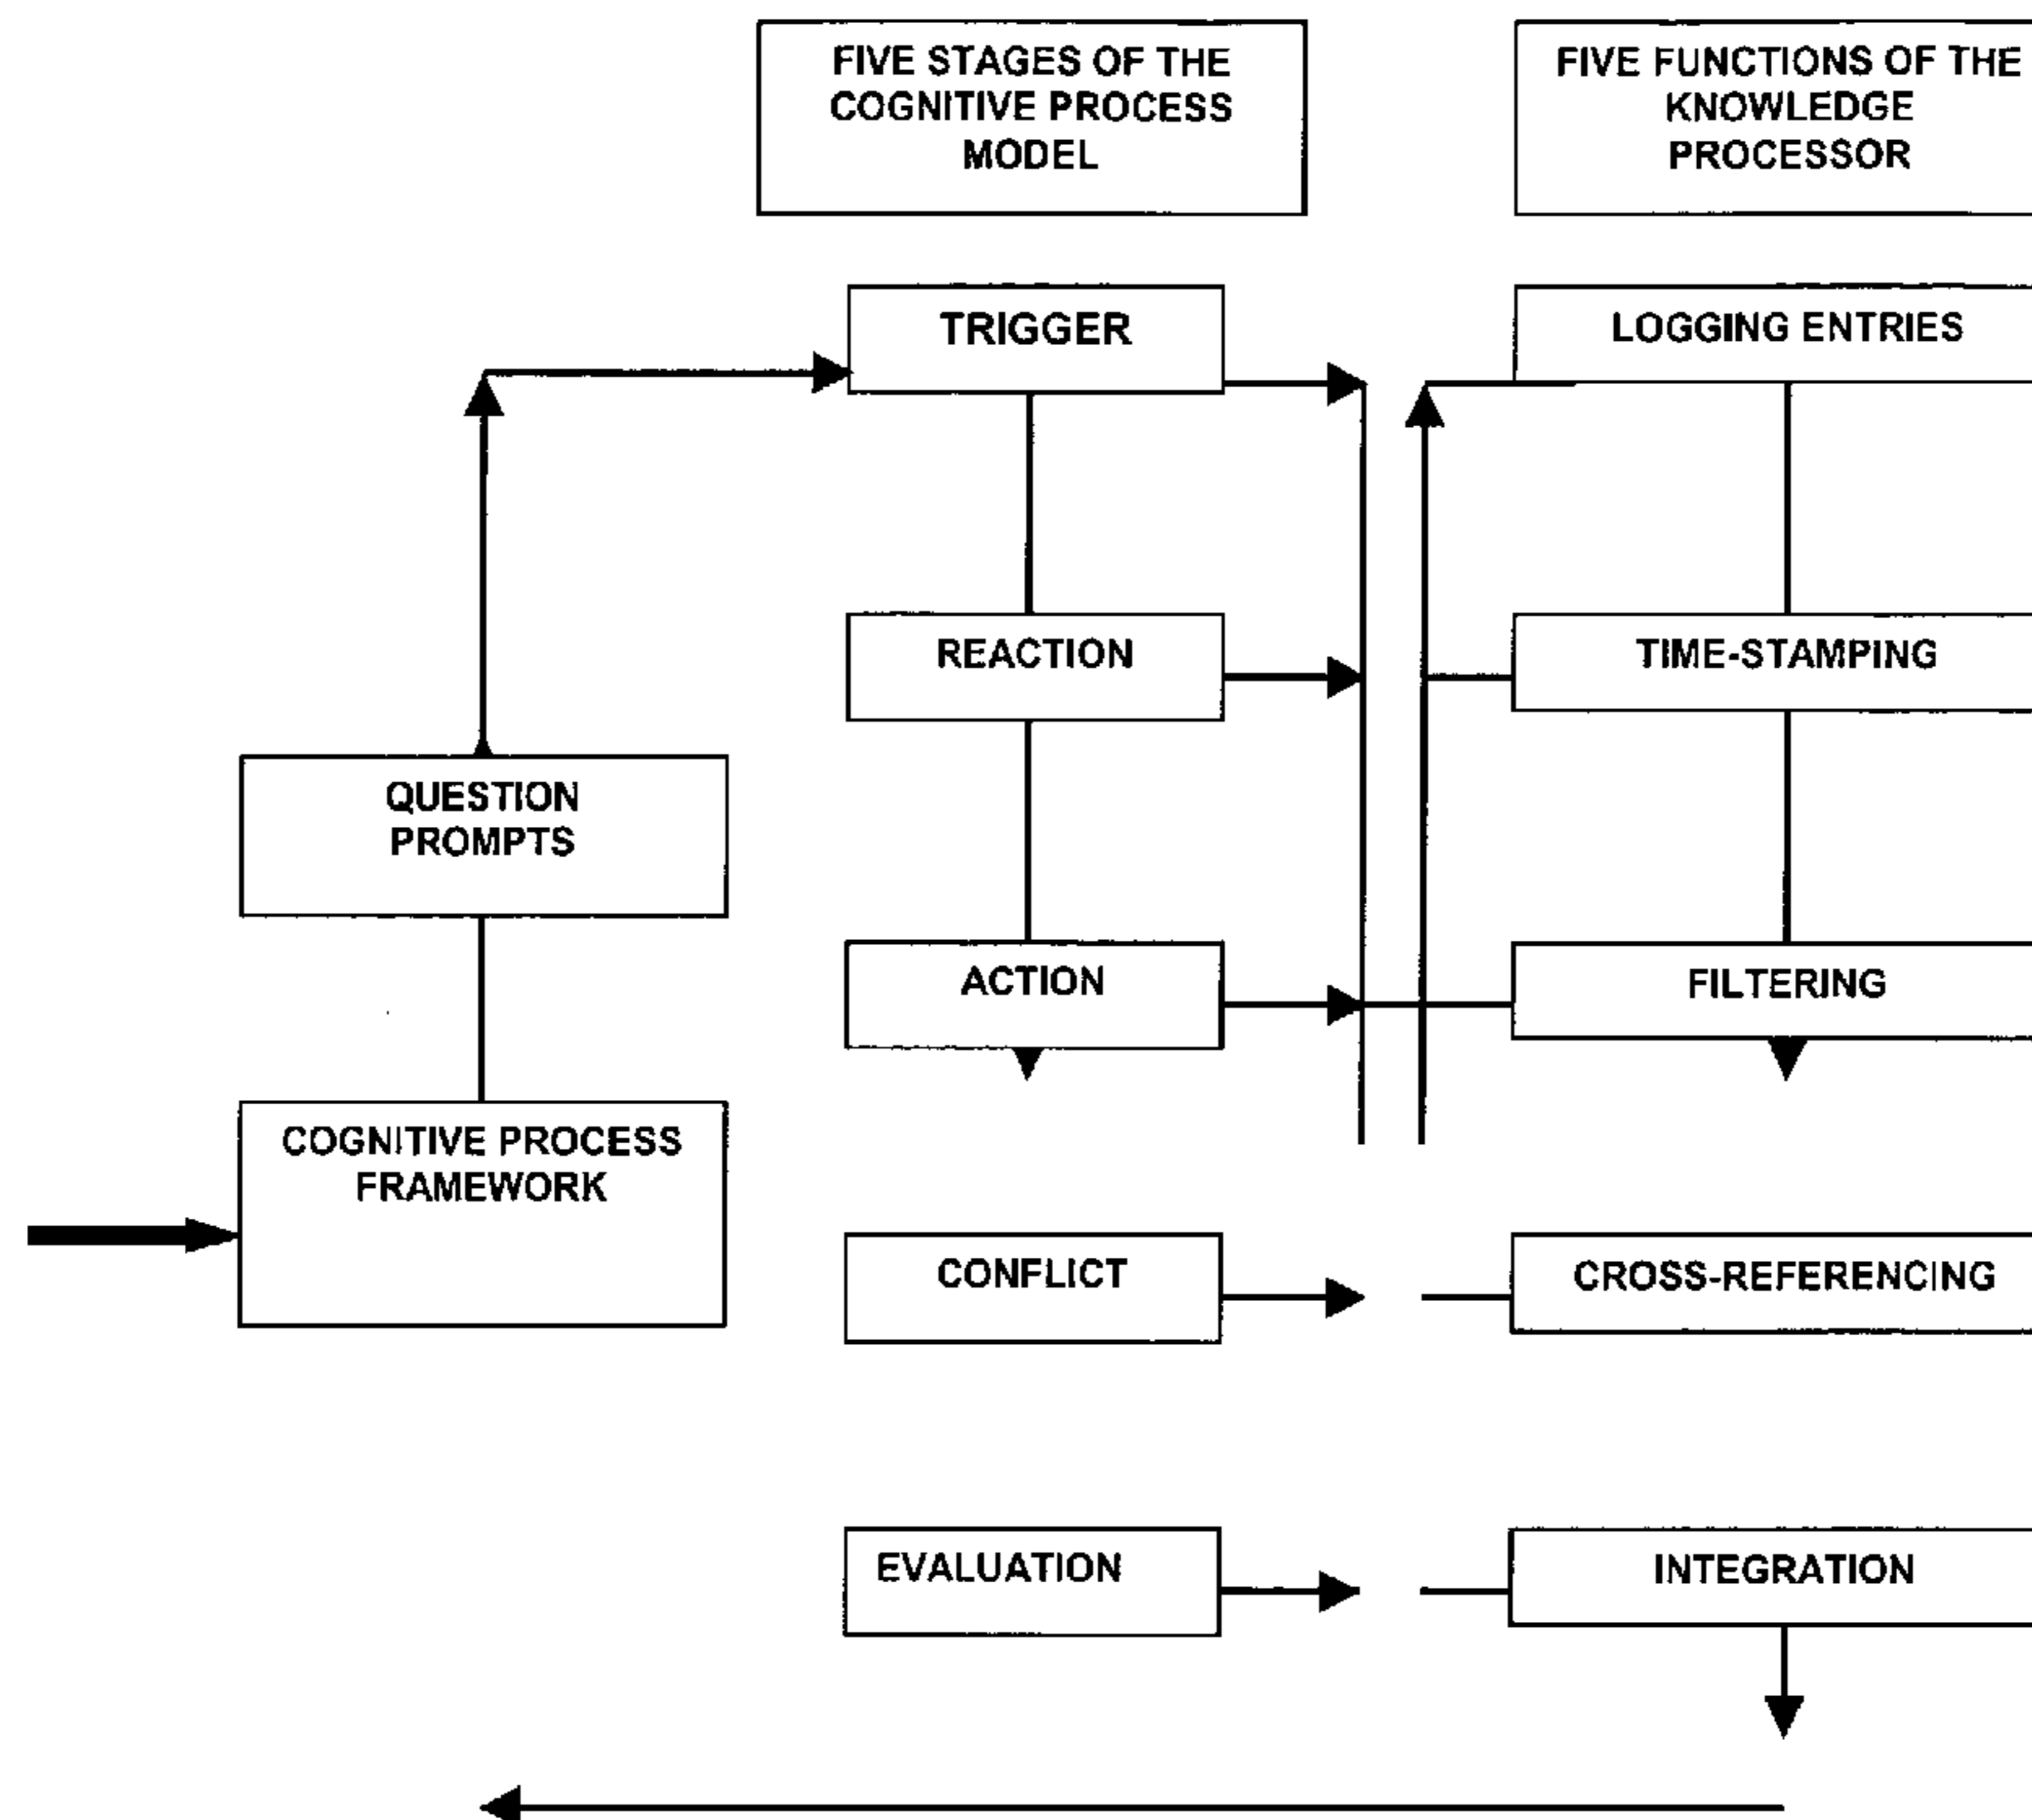 FIVE STAGES OF THE
COGNITIVE PROCESS
MODEL
FIVE FUNCTIONS OF THE
KNOWLEDGE
PROCESSOR
TRIGGER
LOGGING ENTRIES
REACTION
TIME-STAMPING
QUESTION
PROMPTS
ACTION
FILTERING
COGNITIVE PROCESS
FRAMEWORK
CONFLICT
CROSS-REFERENCING
EVALUATION
INTEGRATION